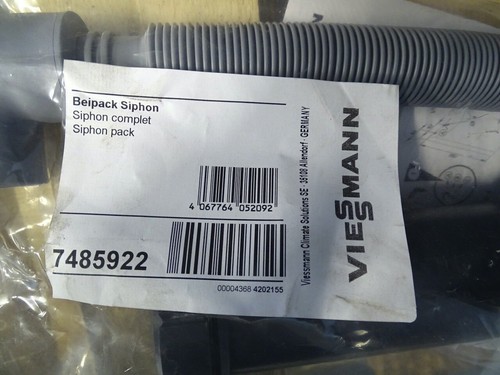 Beipack Siphon
Siphon complet
Siphon pack
4 067764 052092
7485922
00004368 4202155
Viessmann Climate Solutions SE · 35108 Allendorf · GERMANY
VIESSMANN